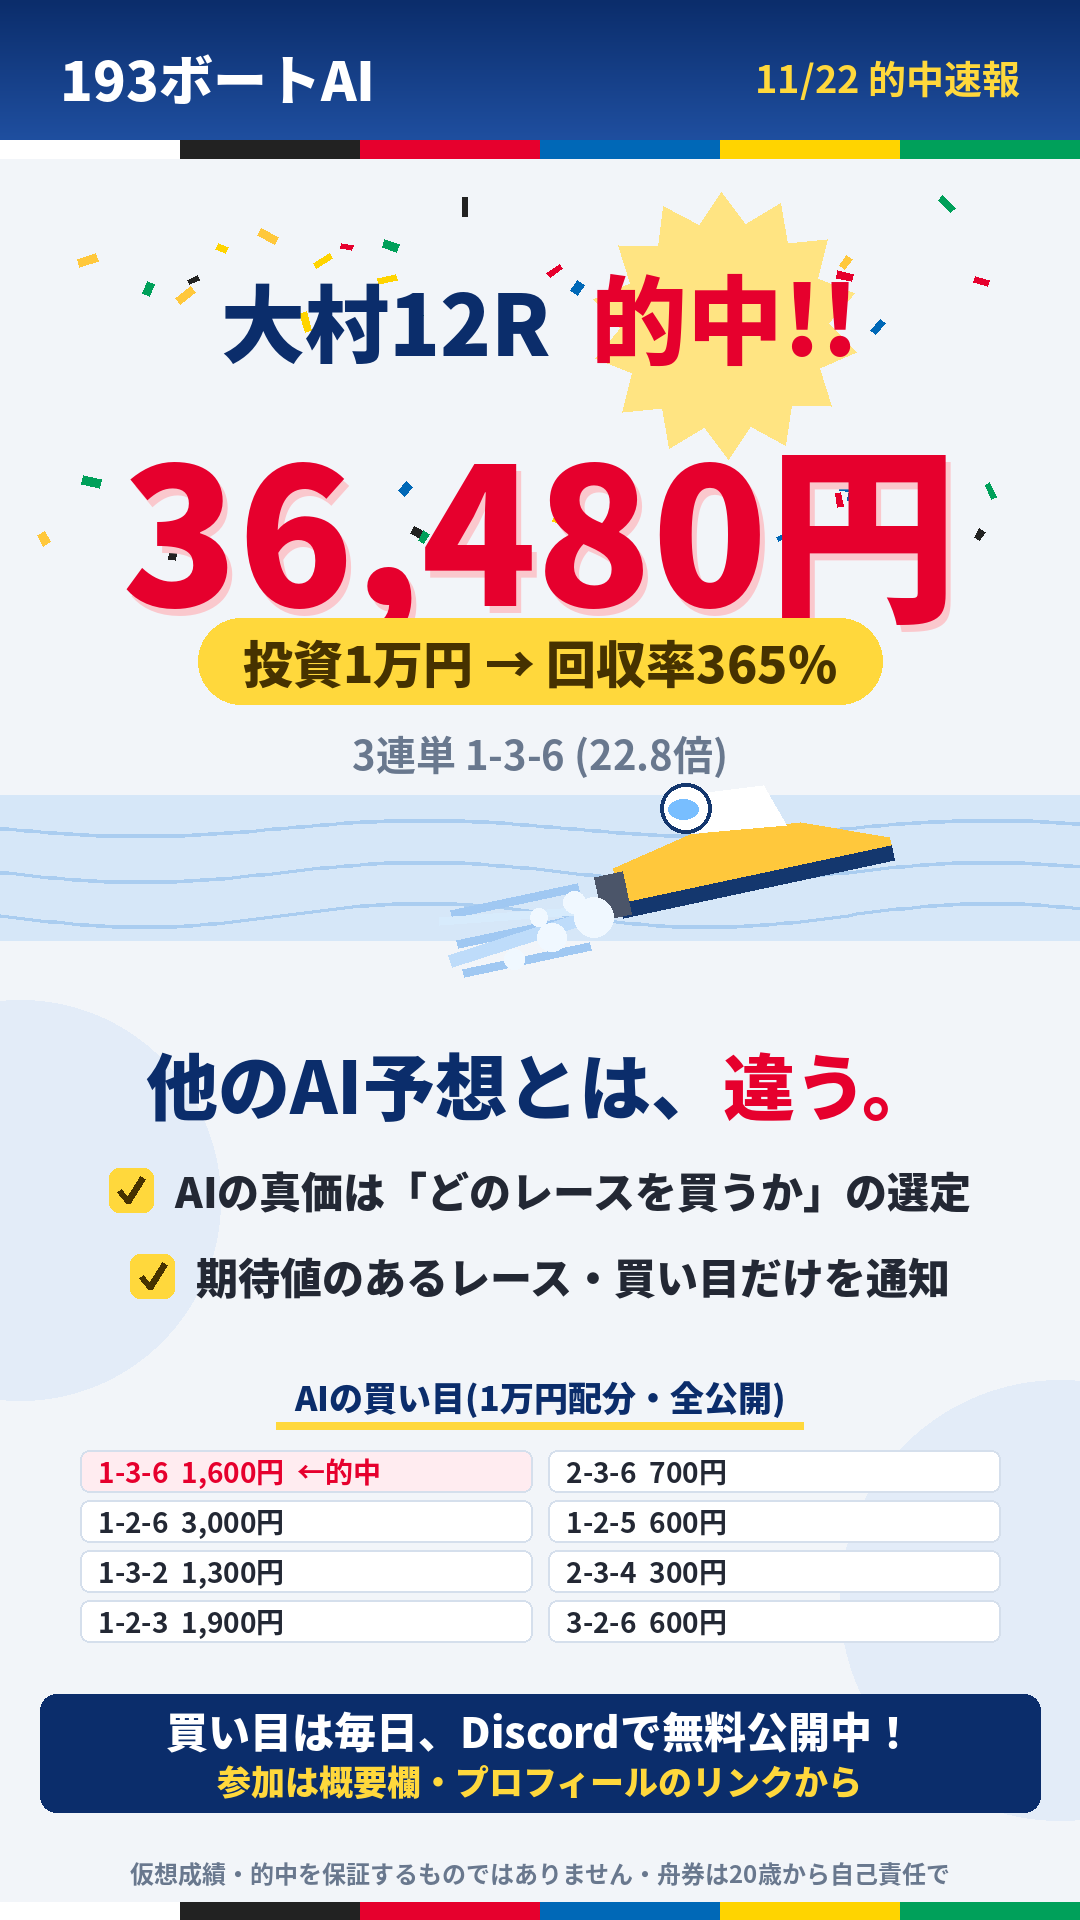 193ボートAI
11/22 的中速報
大村12R 的中!!
36,480円
投資1万円 → 回収率365%
3連単 1-3-6 (22.8倍)
他のAI予想とは、違う。
AIの真価は「どのレースを買うか」の選定
期待値のあるレース・買い目だけを通知
AIの買い目(1万円配分・全公開)
1-3-6 1,600円 ←的中
2-3-6 700円
1-2-6 3,000円
1-2-5 600円
1-3-2 1,300円
2-3-4 300円
1-2-3 1,900円
3-2-6 600円
買い目は毎日、Discordで無料公開中！
参加は概要欄・プロフィールのリンクから
仮想成績・的中を保証するものではありません・舟券は20歳から自己責任で